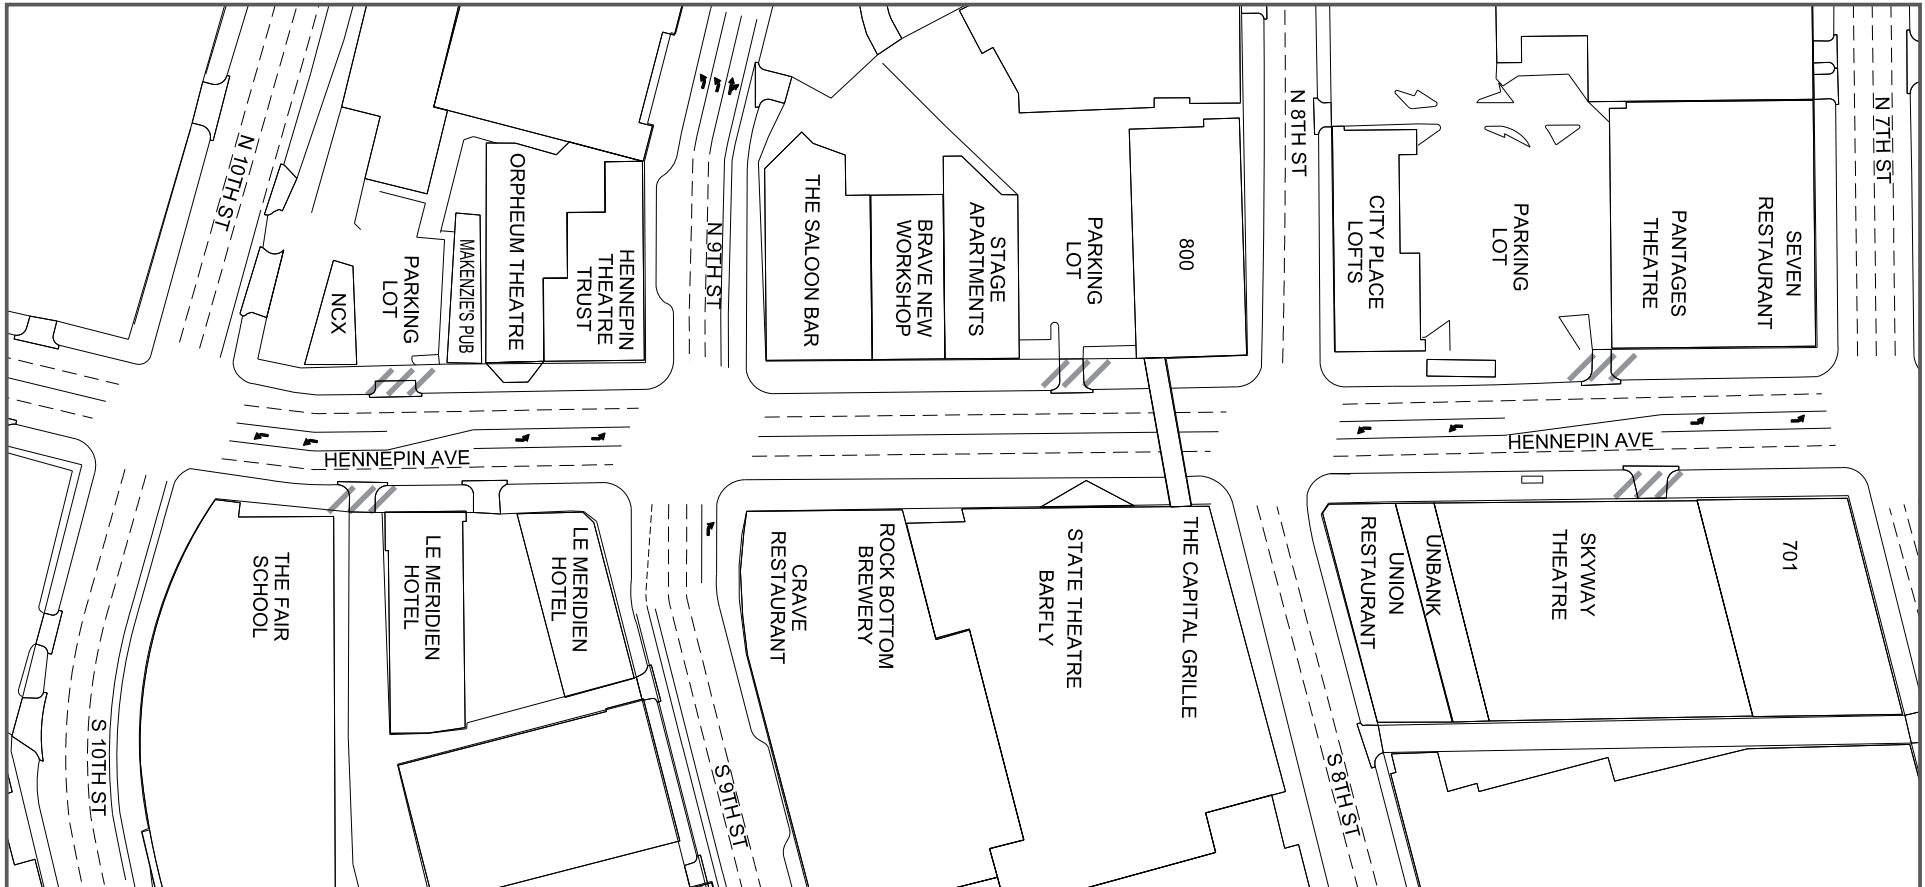 N 10TH ST
NCX
PARKING
LOT
MAKENZIE'S PUB
ORPHEUM THEATRE
HENNEPIN
THEATRE
TRUST
N 9TH ST
THE SALOON BAR
BRAVE NEW
WORKSHOP
STAGE
APARTMENTS
PARKING
LOT
800
N 8TH ST
CITY PLACE
LOFTS
PARKING
LOT
PANTAGES
THEATRE
SEVEN
RESTAURANT
N 7TH ST
HENNEPIN AVE
HENNEPIN AVE
S 10TH ST
THE FAIR
SCHOOL
LE MERIDIEN
HOTEL
LE MERIDIEN
HOTEL
S 9TH ST
CRAVE
RESTAURANT
ROCK BOTTOM
BREWERY
STATE THEATRE
BARFLY
THE CAPITAL GRILLE
S 8TH ST
UNION
RESTAURANT
UNBANK
SKYWAY
THEATRE
701